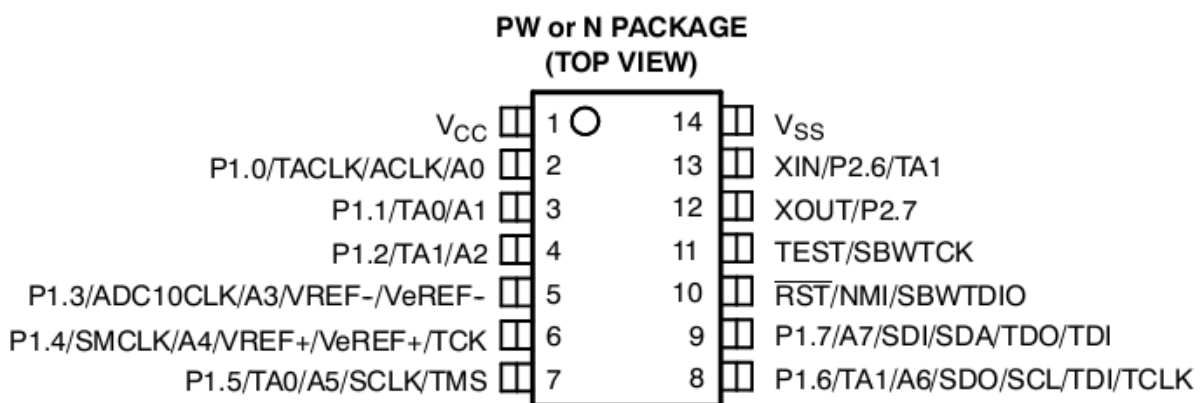 PW or N PACKAGE
(TOP VIEW)
VCC 1 14 VSS
P1.0/TACLK/ACLK/A0 2 13 XIN/P2.6/TA1
P1.1/TA0/A1 3 12 XOUT/P2.7
P1.2/TA1/A2 4 11 TEST/SBWTCK
P1.3/ADC10CLK/A3/VREF-/VeREF- 5 10 R̅S̅T̅/NMI/SBWTDIO
P1.4/SMCLK/A4/VREF+/VeREF+/TCK 6 9 P1.7/A7/SDI/SDA/TDO/TDI
P1.5/TA0/A5/SCLK/TMS 7 8 P1.6/TA1/A6/SDO/SCL/TDI/TCLK